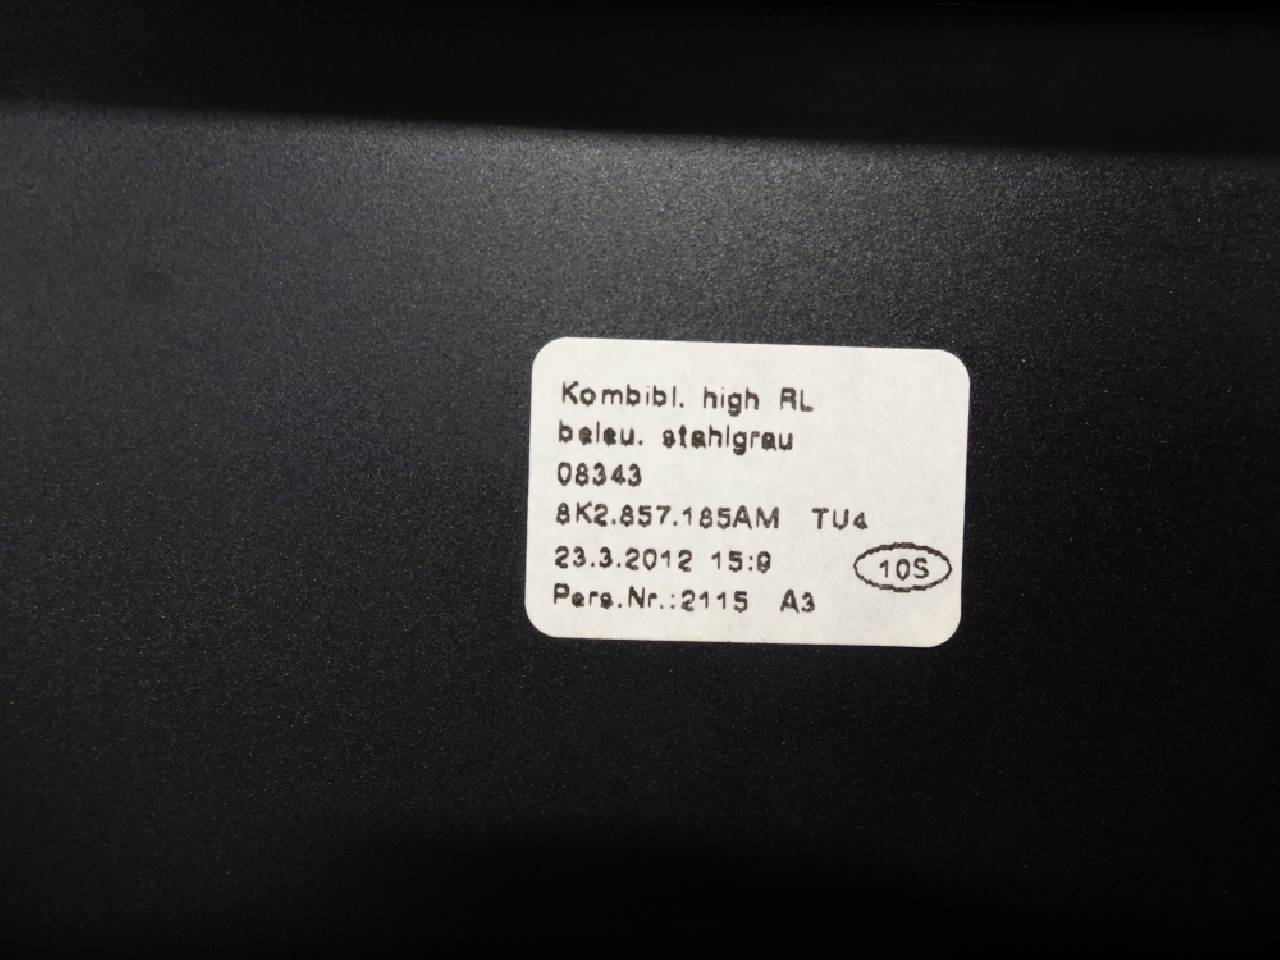 Kombibl. high RL
beleu. stahlgrau
08343
8K2.857.185AM TU4
23.3.2012 15:9
10S
Pers.Nr.:2115 A3